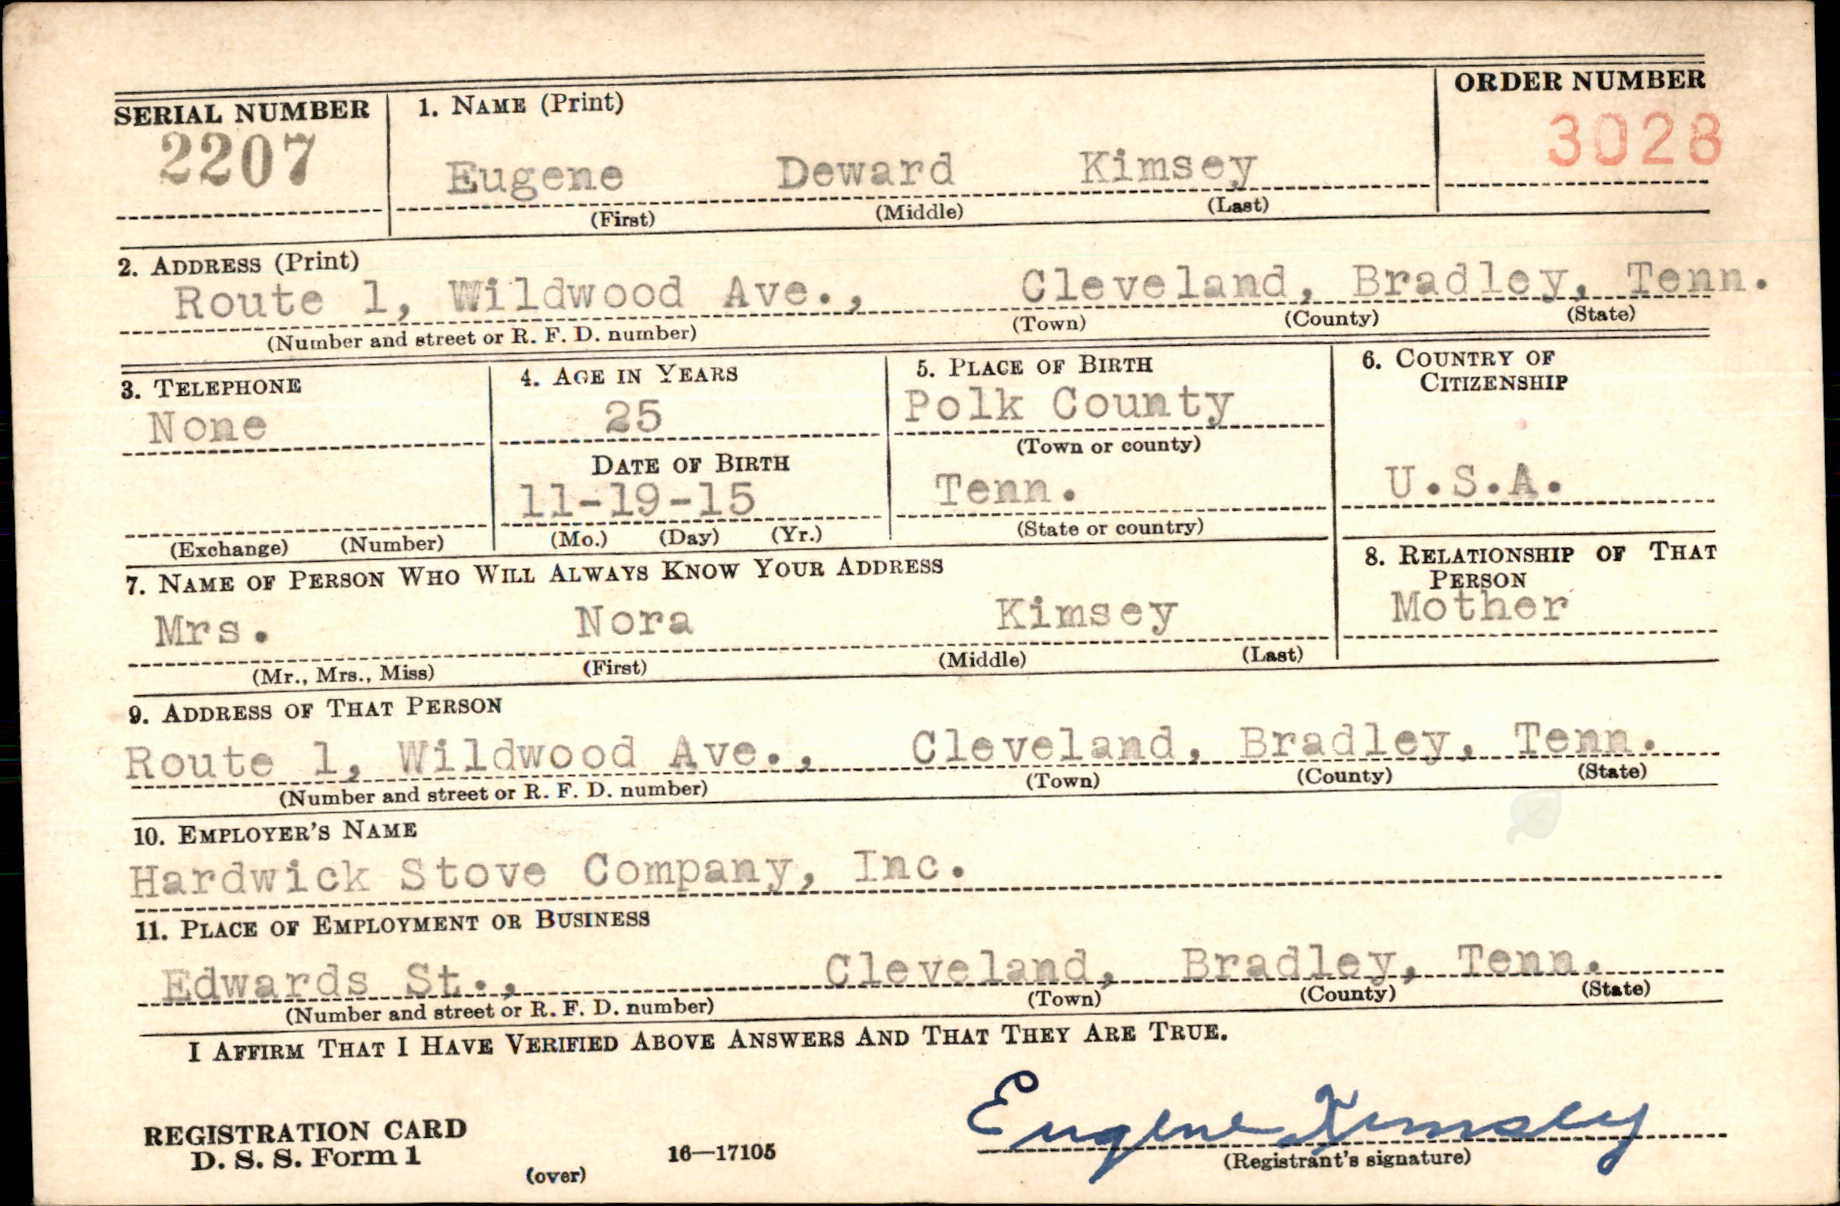 SERIAL NUMBER 1. NAME (Print) ORDER NUMBER
2207 Eugene Deward Kimsey 3028
(First) (Middle) (Last)
2. ADDRESS (Print)
Route 1, Wildwood Ave., Cleveland, Bradley, Tenn.
(Number and street or R. F. D. number) (Town) (County) (State)
3. TELEPHONE 4. AGE IN YEARS 5. PLACE OF BIRTH 6. COUNTRY OF
CITIZENSHIP
None 25 Polk County
(Town or county)
DATE OF BIRTH
11-19-15 Tenn. U.S.A.
(Exchange) (Number) (Mo.) (Day) (Yr.) (State or country)
7. NAME OF PERSON WHO WILL ALWAYS KNOW YOUR ADDRESS 8. RELATIONSHIP OF THAT
PERSON
Mrs. Nora Kimsey Mother
(Mr., Mrs., Miss) (First) (Middle) (Last)
9. ADDRESS OF THAT PERSON
Route 1, Wildwood Ave., Cleveland, Bradley, Tenn.
(Number and street or R. F. D. number) (Town) (County) (State)
10. EMPLOYER'S NAME
Hardwick Stove Company, Inc.
11. PLACE OF EMPLOYMENT OR BUSINESS
Edwards St., Cleveland, Bradley, Tenn.
(Number and street or R. F. D. number) (Town) (County) (State)
I AFFIRM THAT I HAVE VERIFIED ABOVE ANSWERS AND THAT THEY ARE TRUE.
Eugene Kimsey
REGISTRATION CARD
D. S. S. Form 1 (over) 16—17105 (Registrant's signature)